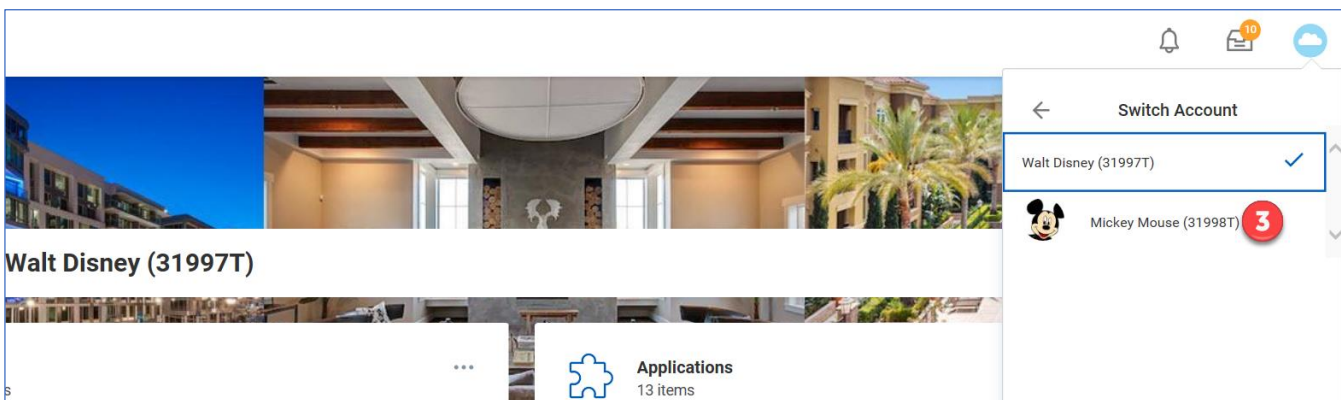 10
Switch Account
Walt Disney (31997T)
Mickey Mouse (31998T) 3
Walt Disney (31997T)
Applications
13 items
s